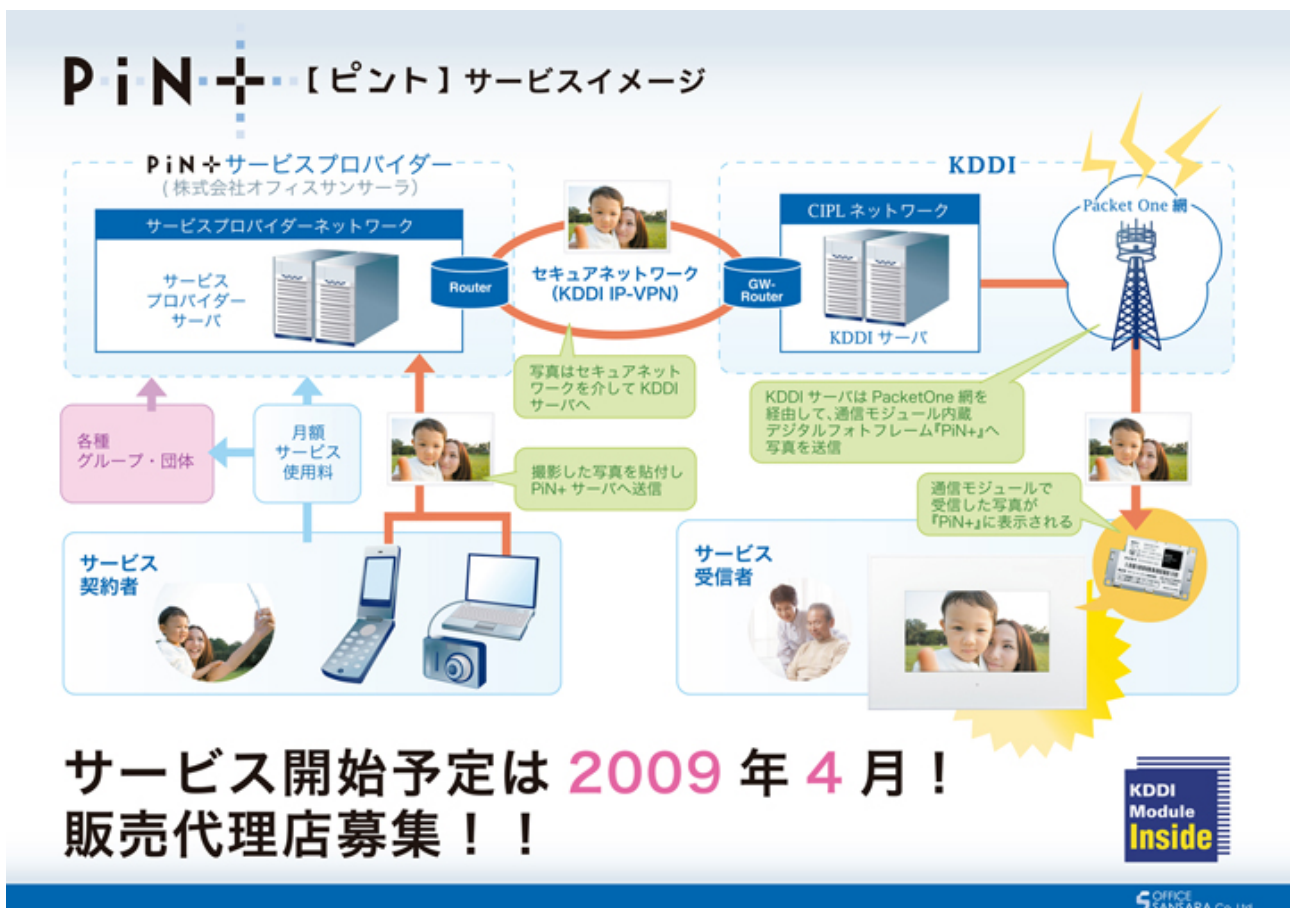 PiN+【ピント】サービスイメージ
PiN+サービスプロバイダー
(株式会社オフィスサンサーラ)
サービスプロバイダーネットワーク
サービス
プロバイダー
サーバ
Router
セキュアネットワーク
(KDDI IP-VPN)
KDDI
CIPL ネットワーク
GW-
Router
KDDI サーバ
Packet One 網
写真はセキュアネット
ワークを介して KDDI
サーバへ
KDDI サーバは PacketOne 網を
経由して、通信モジュール内蔵
デジタルフォトフレーム『PiN+』へ
写真を送信
各種
グループ・団体
月額
サービス
使用料
撮影した写真を貼付し
PiN+ サーバへ送信
通信モジュールで
受信した写真が
『PiN+』に表示される
サービス
契約者
サービス
受信者
サービス開始予定は 2009 年 4 月！
販売代理店募集！！
KDDI
Module
Inside
OFFICE
SANSARA Co.,Ltd.